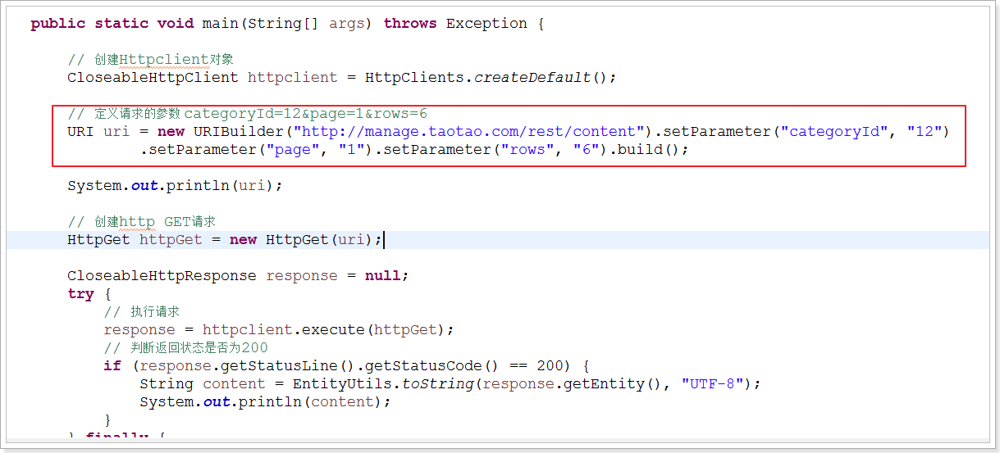 public static void main(String[] args) throws Exception {
// 创建Httpclient对象
CloseableHttpClient httpclient = HttpClients.createDefault();
// 定义请求的参数 categoryId=12&page=1&rows=6
URI uri = new URIBuilder("http://manage.taotao.com/rest/content").setParameter("categoryId", "12")
.setParameter("page", "1").setParameter("rows", "6").build();
System.out.println(uri);
// 创建http GET请求
HttpGet httpGet = new HttpGet(uri);
CloseableHttpResponse response = null;
try {
// 执行请求
response = httpclient.execute(httpGet);
// 判断返回状态是否为200
if (response.getStatusLine().getStatusCode() == 200) {
String content = EntityUtils.toString(response.getEntity(), "UTF-8");
System.out.println(content);
}
} finally {